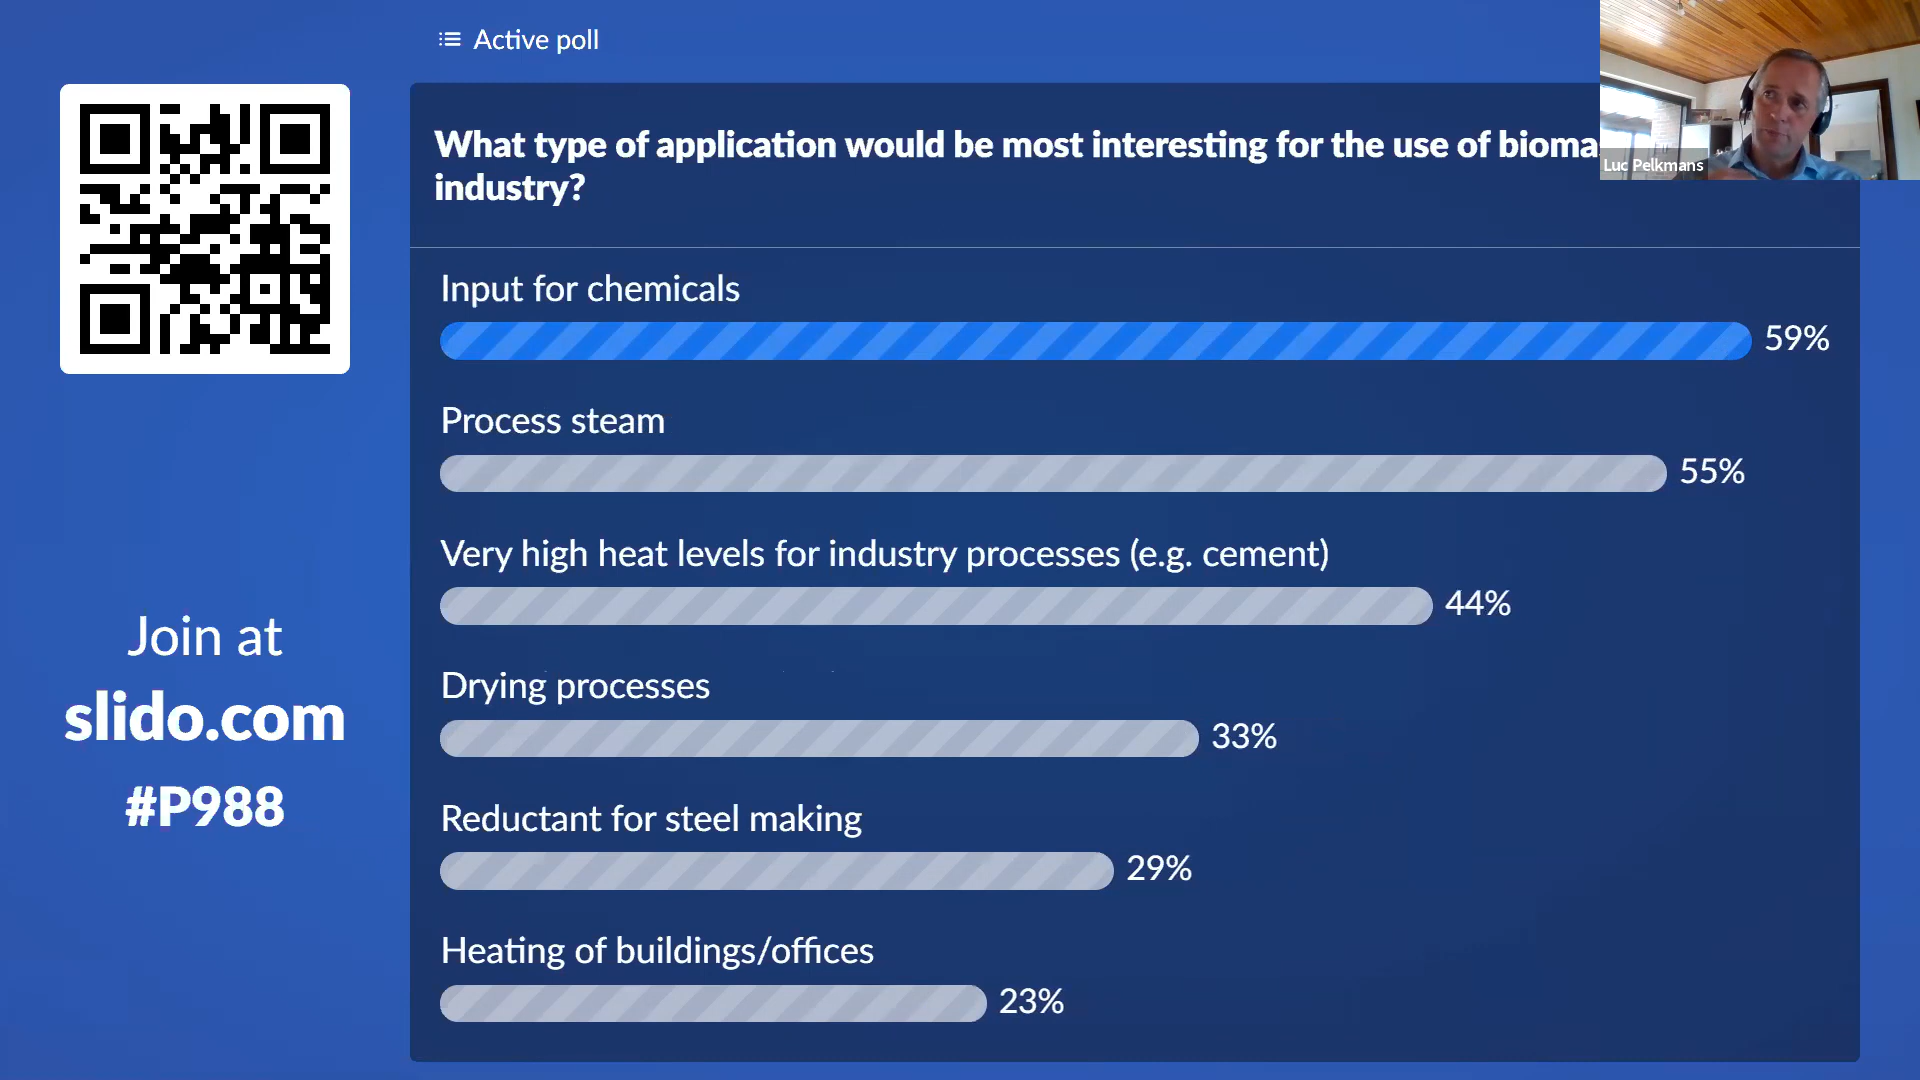 Active poll
What type of application would be most interesting for the use of
industry?
Luc Pelkmans
Input for chemicals
59%
Process steam
55%
Very high heat levels for industry processes (e.g. cement)
44%
Drying processes
33%
Reductant for steel making
29%
Heating of buildings/offices
23%
Join at
slido.com
#P988